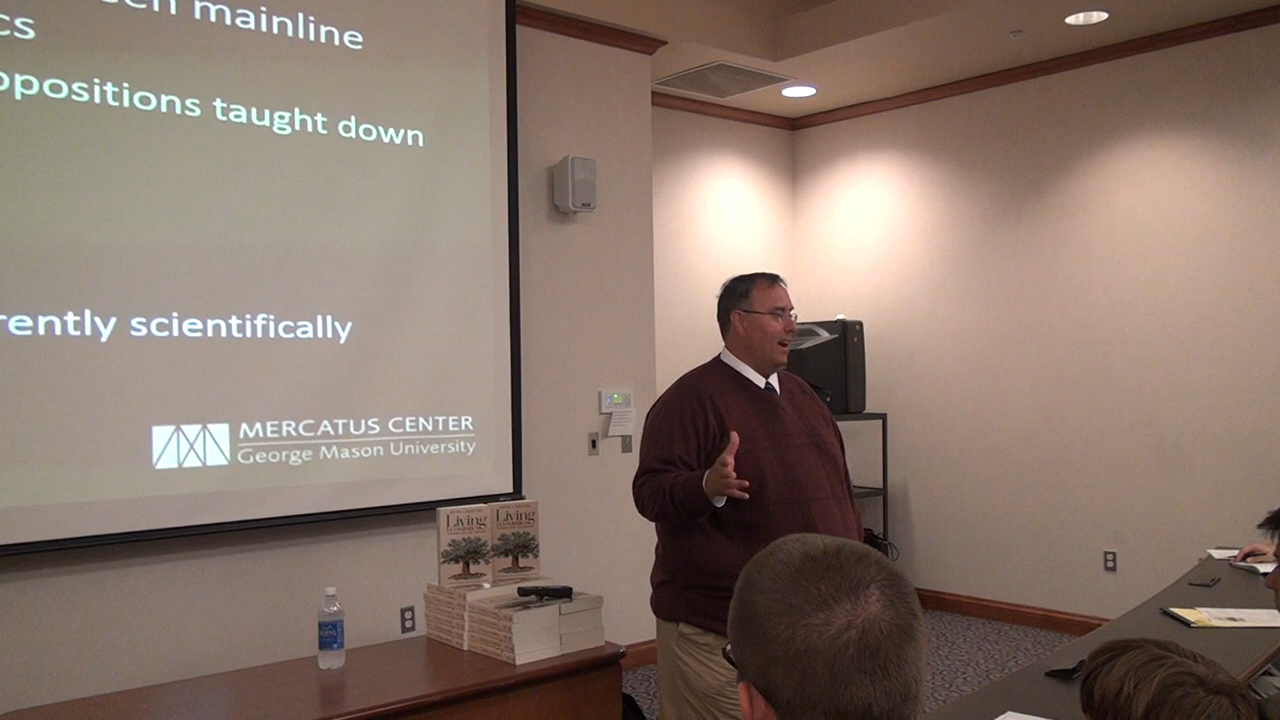 mainline
cs
positions taught down
rently scientifically
MERCATUS CENTER
George Mason University
Living
Living